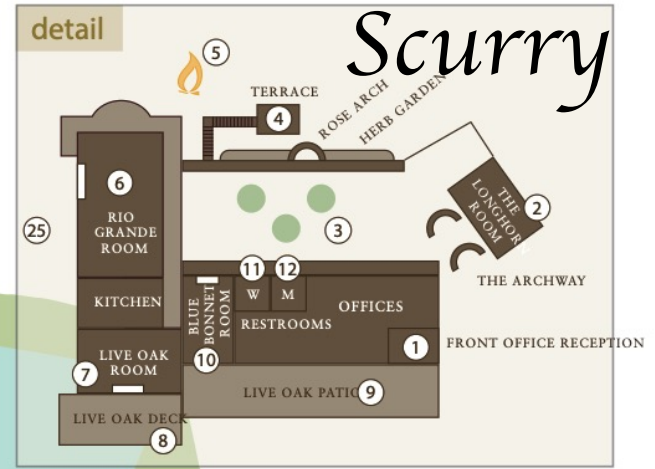 detail
Scurry
5
TERRACE
4
ROSE ARCH
HERB GARDEN
6
RIO
GRANDE
ROOM
25
3
THE
LONGHOR
ROOM
2
THE ARCHWAY
KITCHEN
11
12
W
M
BLUE
BONNET
ROOM
RESTROOMS
OFFICES
10
1
FRONT OFFICE RECEPTION
LIVE OAK
ROOM
7
LIVE OAK PATIO
9
LIVE OAK DECK
8